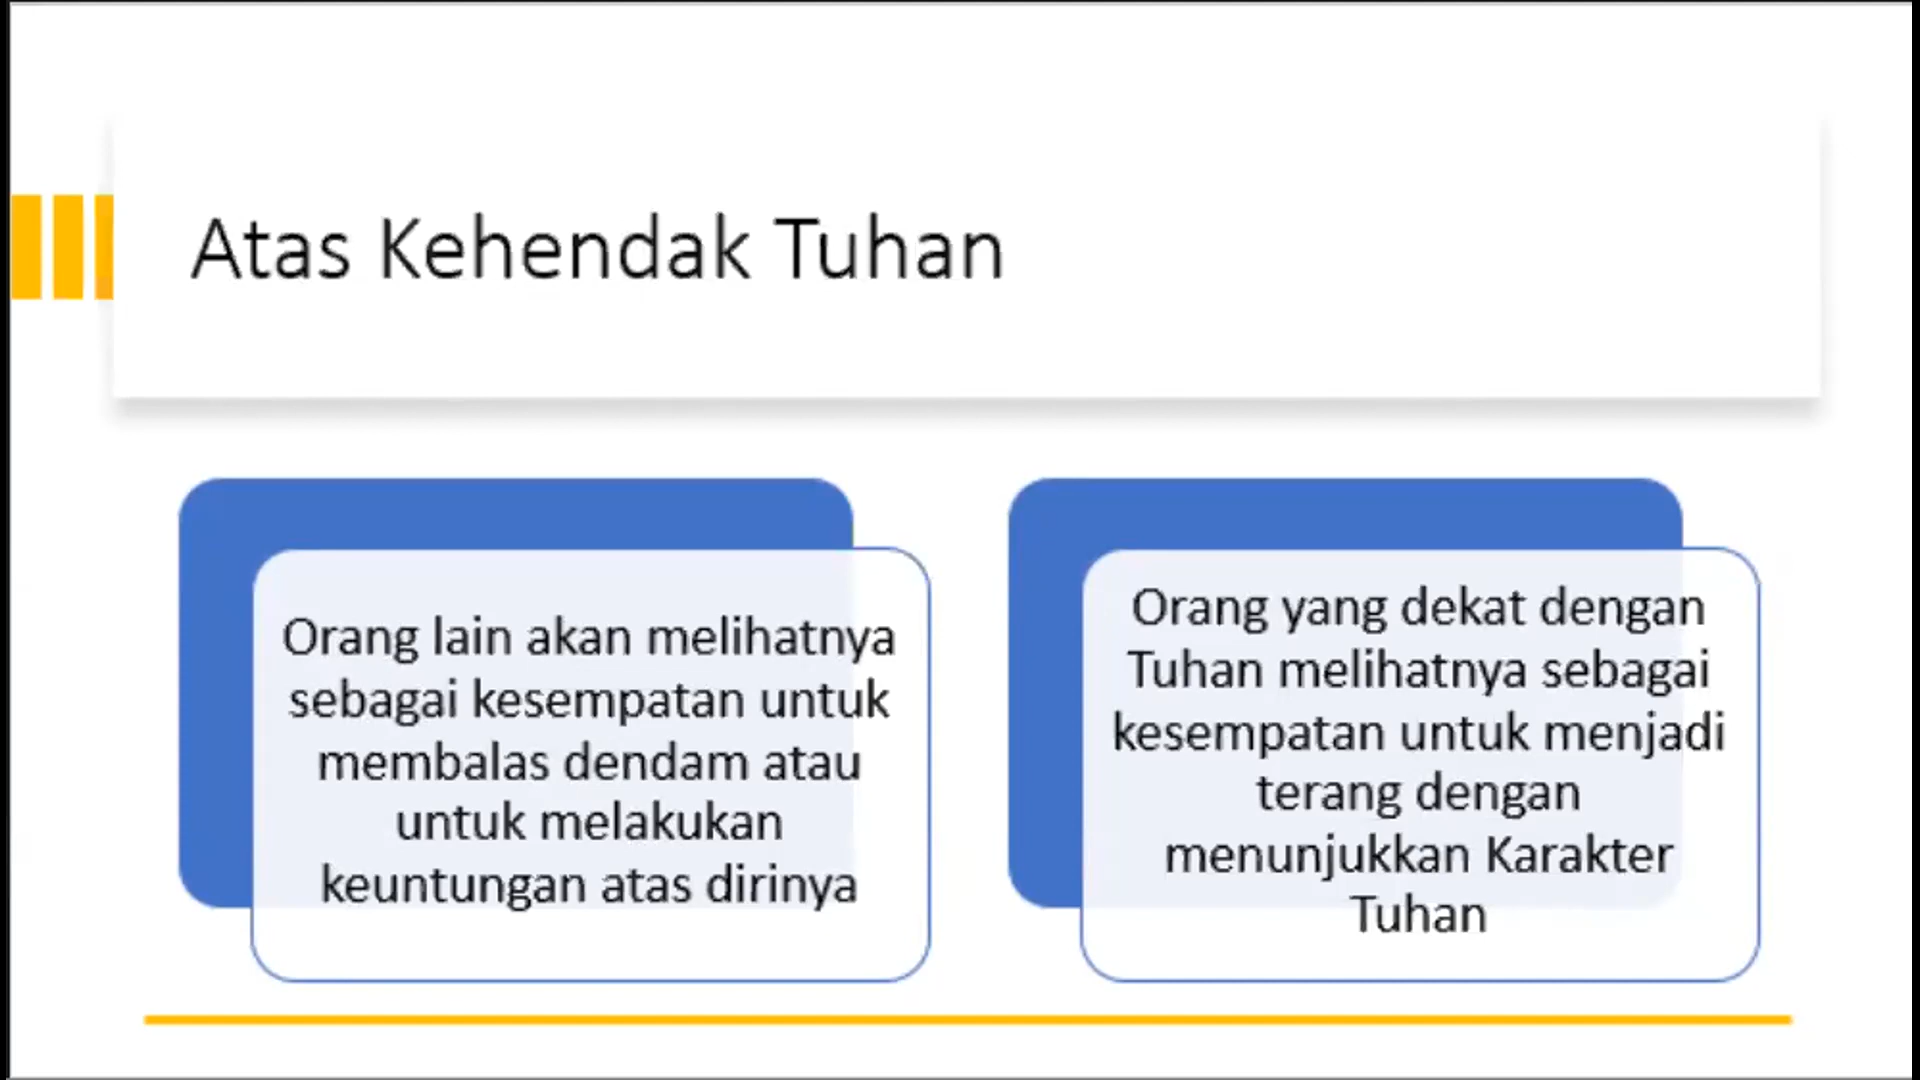 Atas Kehendak Tuhan
Orang lain akan melihatnya
sebagai kesempatan untuk
membalas dendam atau
untuk melakukan
keuntungan atas dirinya
Orang yang dekat dengan
Tuhan melihatnya sebagai
kesempatan untuk menjadi
terang dengan
menunjukkan Karakter
Tuhan